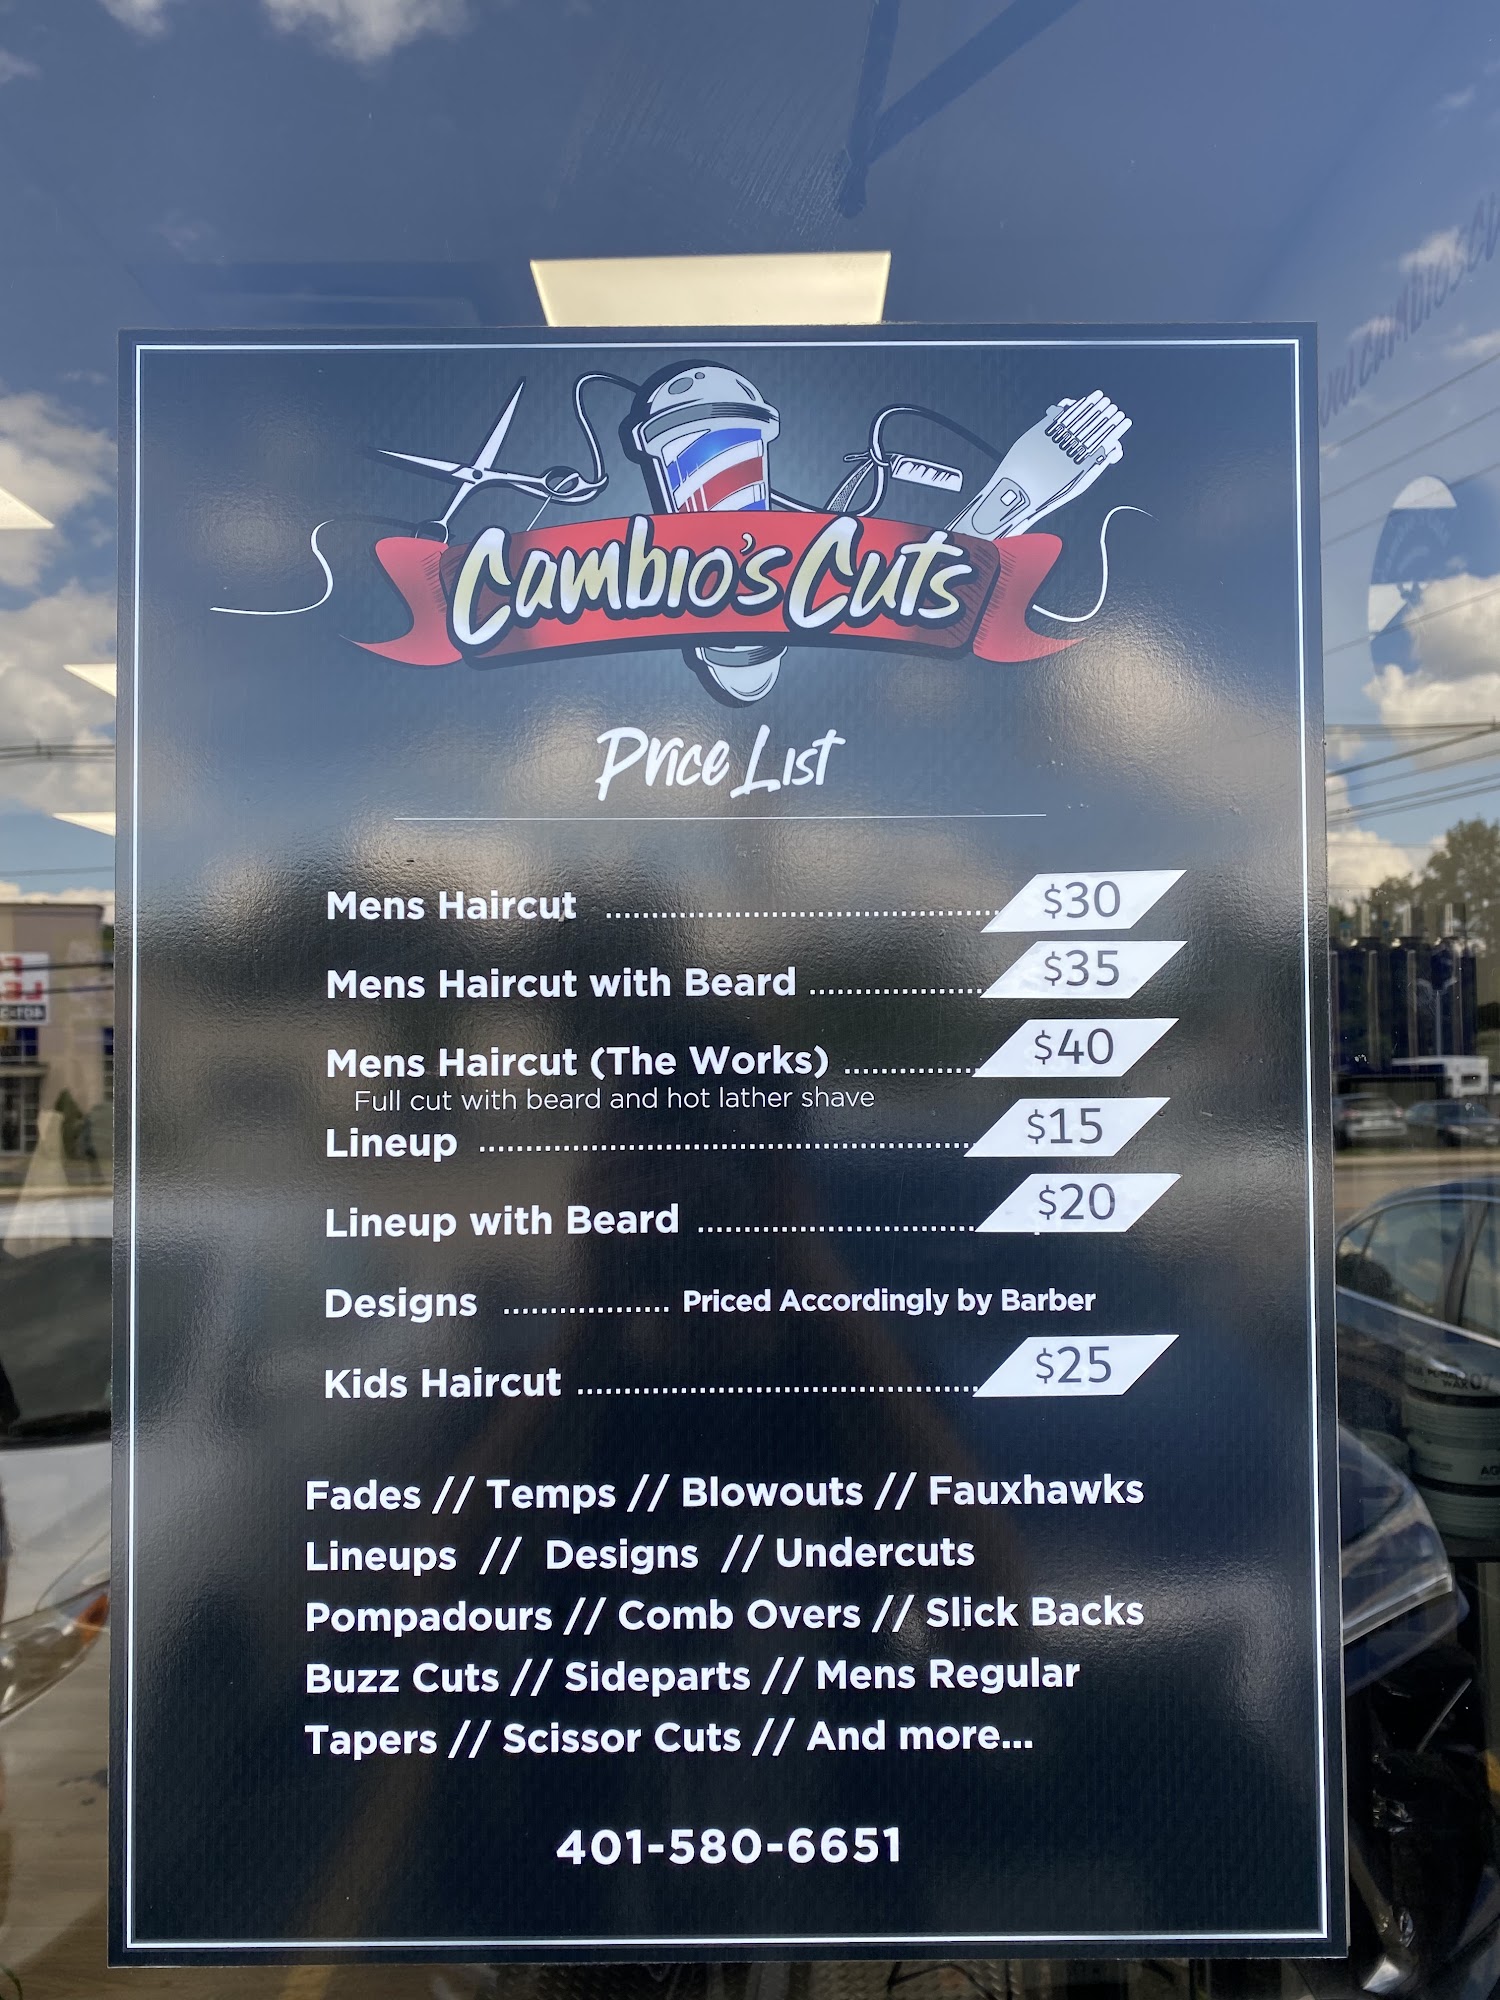 Cambio's Cuts
Price List
Mens Haircut ........................................ $30
Mens Haircut with Beard ................... $35
Mens Haircut (The Works) .............. $40
Full cut with beard and hot lather shave
Lineup ...................................................... $15
Lineup with Beard .............................. $20
Designs .................. Priced Accordingly by Barber
Kids Haircut ........................................... $25
Fades // Temps // Blowouts // Fauxhawks
Lineups // Designs // Undercuts
Pompadours // Comb Overs // Slick Backs
Buzz Cuts // Sideparts // Mens Regular
Tapers // Scissor Cuts // And more...
401-580-6651